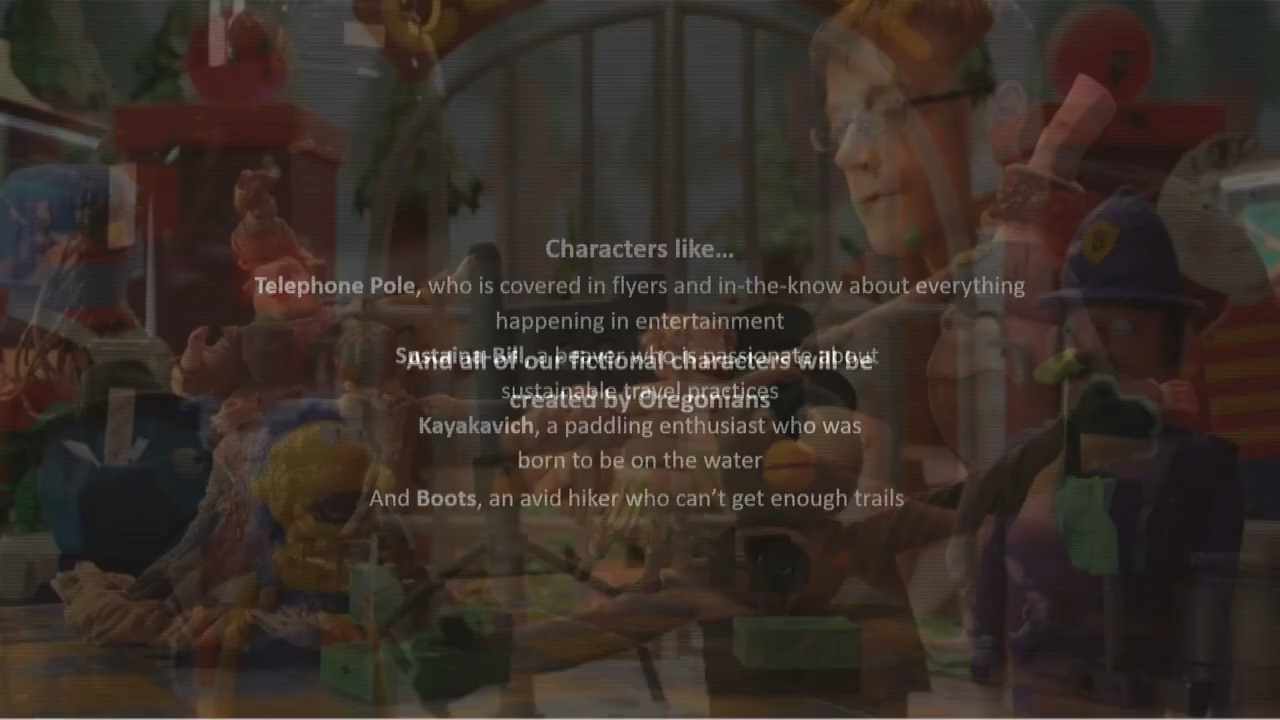 Characters like...
Telephone Pole, who is covered in flyers and in-the-know about everything
happening in entertainment
Sustaina-Bill, a beaver who is passionate about
And all of our fictional characters will be
sustainable travel practices
created by Oregonians
Kayakavich, a paddling enthusiast who was
born to be on the water
And Boots, an avid hiker who can’t get enough trails